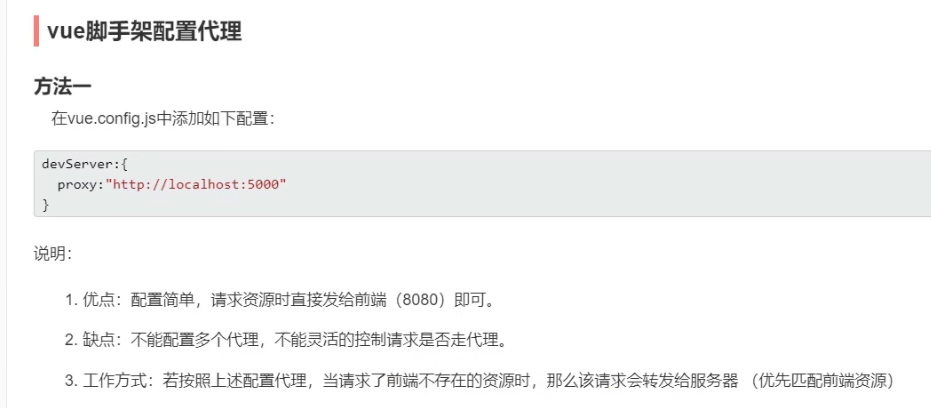 vue脚手架配置代理
方法一
在vue.config.js中添加如下配置：
devServer:{
  proxy:"http://localhost:5000"
}
说明：
1. 优点：配置简单，请求资源时直接发给前端（8080）即可。
2. 缺点：不能配置多个代理，不能灵活的控制请求是否走代理。
3. 工作方式：若按照上述配置代理，当请求了前端不存在的资源时，那么该请求会转发给服务器 （优先匹配前端资源）